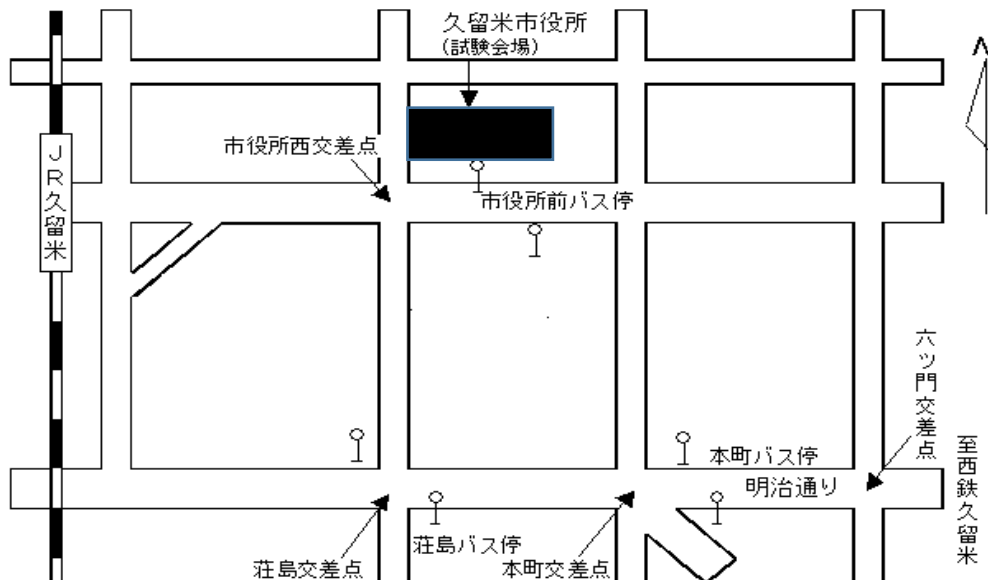 久留米市役所
(試験会場)
市役所西交差点
JR久留米
市役所前バス停
六ツ門交差点
本町バス停
明治通り
至西鉄久留米
荘島バス停
荘島交差点
本町交差点